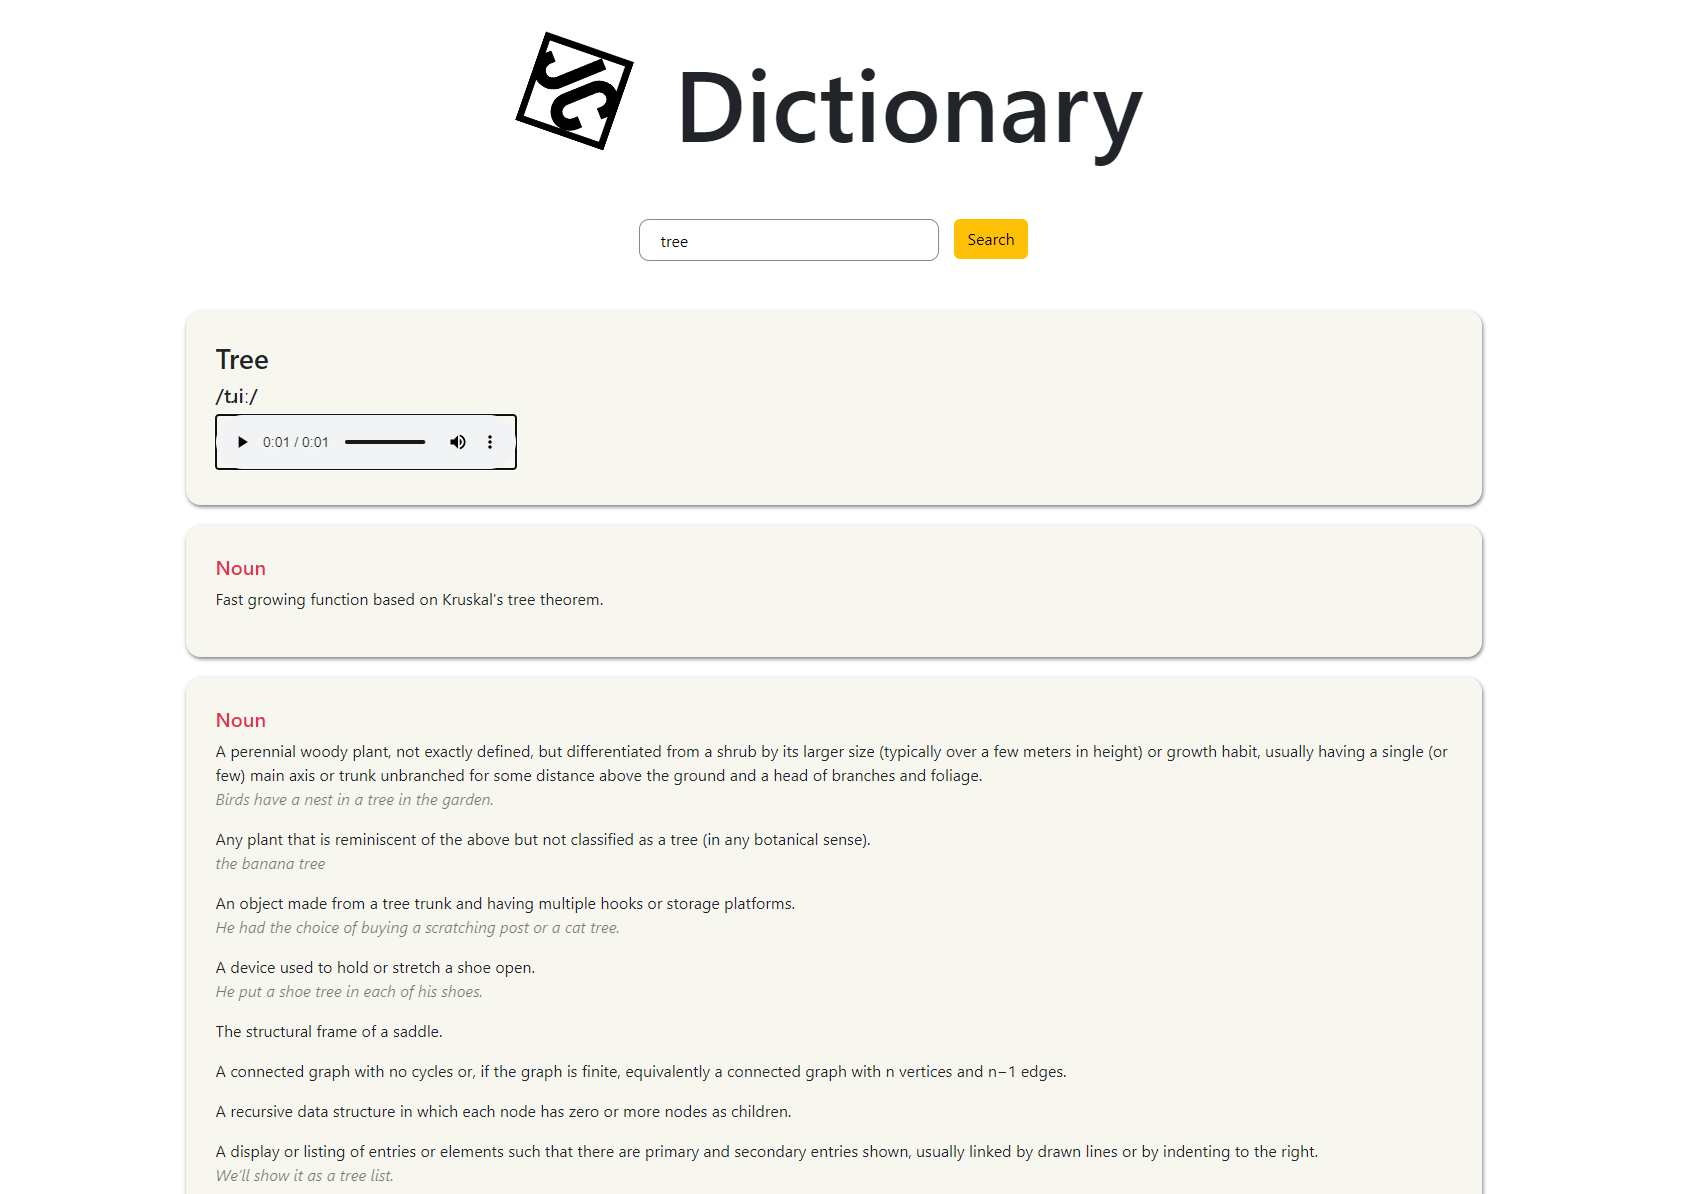 SC
Dictionary
tree
Search
Tree
/tɹiː/
0:01 / 0:01
Noun
Fast growing function based on Kruskal's tree theorem.
Noun
A perennial woody plant, not exactly defined, but differentiated from a shrub by its larger size (typically over a few meters in height) or growth habit, usually having a single (or
few) main axis or trunk unbranched for some distance above the ground and a head of branches and foliage.
Birds have a nest in a tree in the garden.
Any plant that is reminiscent of the above but not classified as a tree (in any botanical sense).
the banana tree
An object made from a tree trunk and having multiple hooks or storage platforms.
He had the choice of buying a scratching post or a cat tree.
A device used to hold or stretch a shoe open.
He put a shoe tree in each of his shoes.
The structural frame of a saddle.
A connected graph with no cycles or, if the graph is finite, equivalently a connected graph with n vertices and n−1 edges.
A recursive data structure in which each node has zero or more nodes as children.
A display or listing of entries or elements such that there are primary and secondary entries shown, usually linked by drawn lines or by indenting to the right.
We’ll show it as a tree list.